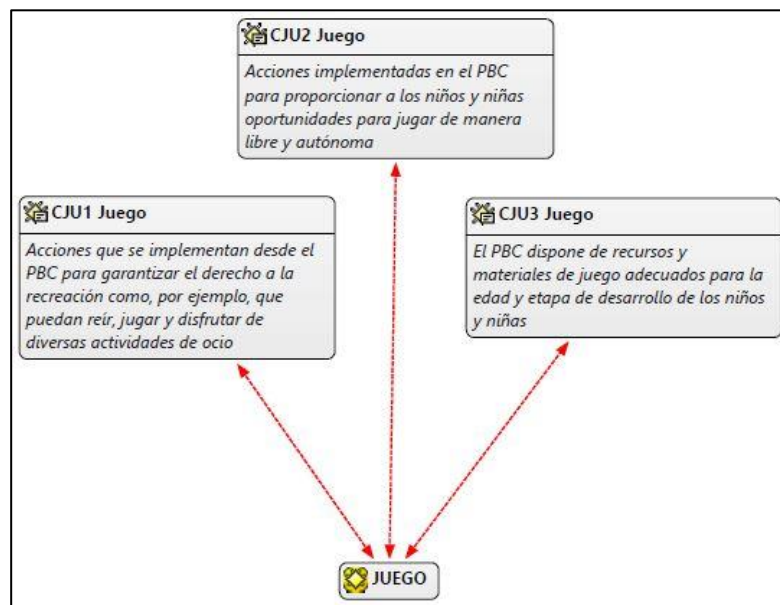 CJU2 Juego
Acciones implementadas en el PBC
para proporcionar a los niños y niñas
oportunidades para jugar de manera
libre y autónoma
CJU1 Juego
Acciones que se implementan desde el
PBC para garantizar el derecho a la
recreación como, por ejemplo, que
puedan reír, jugar y disfrutar de
diversas actividades de ocio
CJU3 Juego
El PBC dispone de recursos y
materiales de juego adecuados para la
edad y etapa de desarrollo de los niños
y niñas
JUEGO